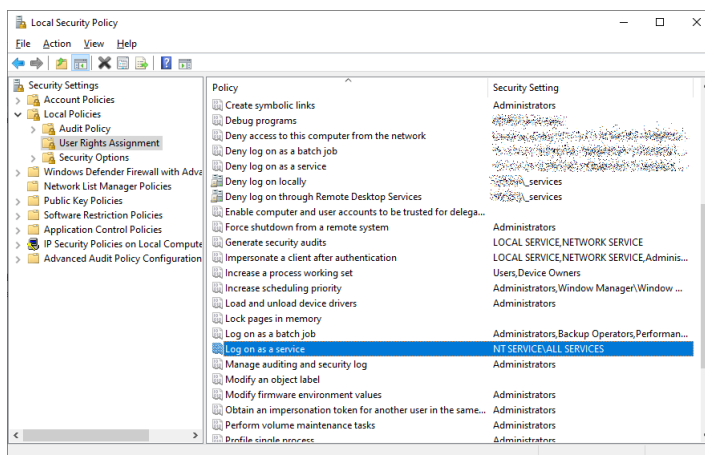 Local Security Policy
File Action View Help
Security Settings
Account Policies
Local Policies
Audit Policy
User Rights Assignment
Security Options
Windows Defender Firewall with Adva
Network List Manager Policies
Public Key Policies
Software Restriction Policies
Application Control Policies
IP Security Policies on Local Compute
Advanced Audit Policy Configuration
Policy Security Setting
Create symbolic links Administrators
Debug programs
Deny access to this computer from the network
Deny log on as a batch job
Deny log on as a service
Deny log on locally \_services
Deny log on through Remote Desktop Services \_services
Enable computer and user accounts to be trusted for delega...
Force shutdown from a remote system Administrators
Generate security audits LOCAL SERVICE,NETWORK SERVICE
Impersonate a client after authentication LOCAL SERVICE,NETWORK SERVICE,Adminis...
Increase a process working set Users,Device Owners
Increase scheduling priority Administrators,Window Manager\Window ...
Load and unload device drivers Administrators
Lock pages in memory
Log on as a batch job Administrators,Backup Operators,Performan...
Log on as a service NT SERVICE\ALL SERVICES
Manage auditing and security log Administrators
Modify an object label
Modify firmware environment values Administrators
Obtain an impersonation token for another user in the same... Administrators
Perform volume maintenance tasks Administrators
Profile single process Administrators